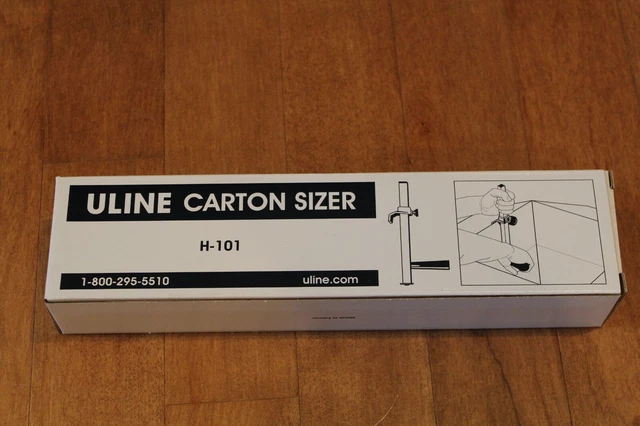 ULINE CARTON SIZER
H-101
1-800-295-5510 uline.com